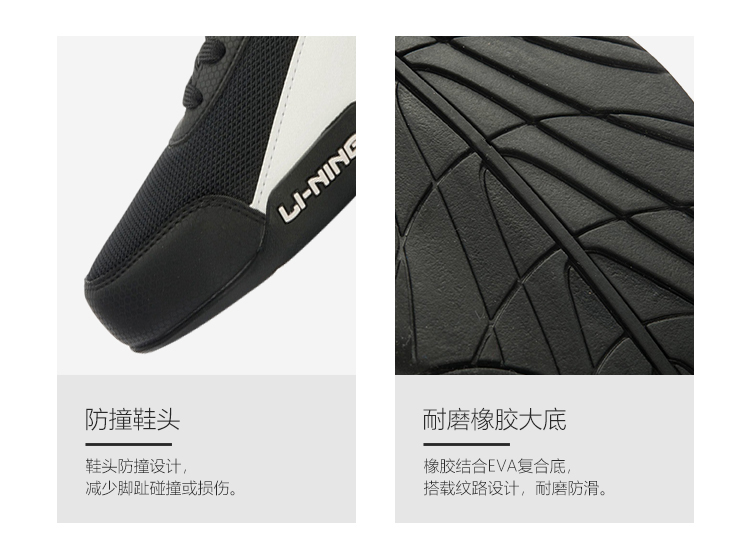 LI-NING
防撞鞋头
鞋头防撞设计，
减少脚趾碰撞或损伤。
耐磨橡胶大底
橡胶结合EVA复合底，
搭载纹路设计，耐磨防滑。